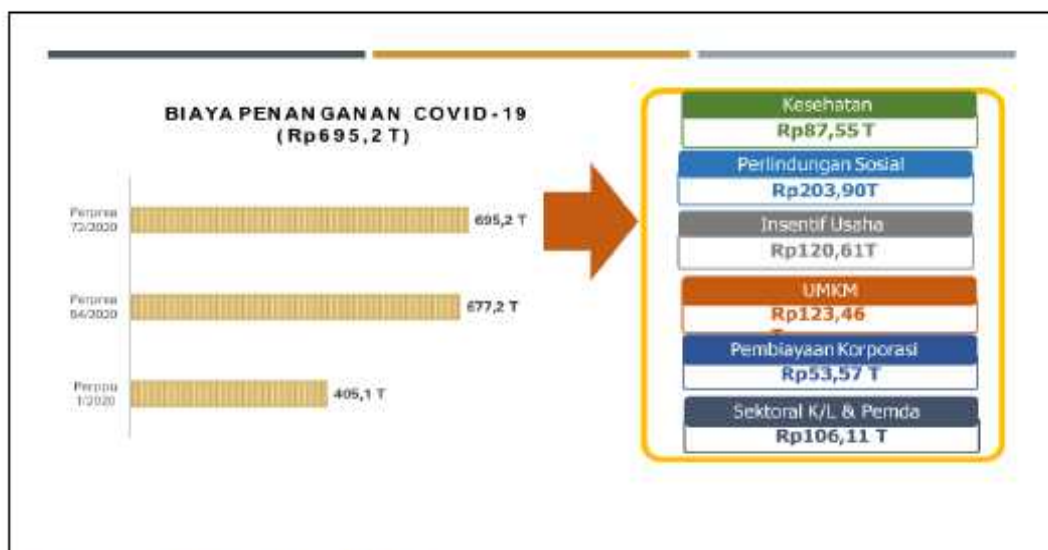 BIAYA PENANGANAN COVID-19
(Rp695,2 T)
Perpres
72/2020
695,2 T
Perpres
54/2020
677,2 T
Perppu
1/2020
405,1 T
Kesehatan
Rp87,55 T
Perlindungan Sosial
Rp203,90T
Insentif Usaha
Rp120,61T
UMKM
Rp123,46
Pembiayaan Korporasi
Rp53,57 T
Sektoral K/L & Pemda
Rp106,11 T